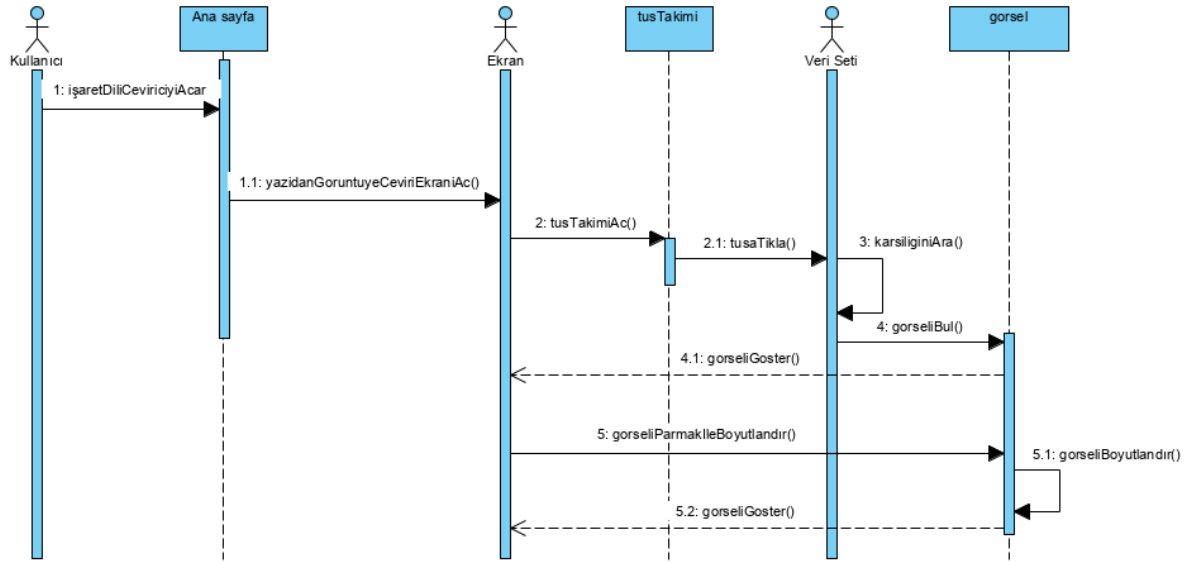 Kullanıcı
Ana sayfa
Ekran
tusTakimi
Veri Seti
gorsel
1: işaretDiliCeviriciyiAcar
1.1: yazidanGoruntuyeCeviriEkraniAc()
2: tusTakimiAc()
2.1: tusaTikla()
3: karsiliginiAra()
4: gorseliBul()
4.1: gorseliGoster()
5: gorseliParmakIleBoyutlandır()
5.1: gorseliBoyutlandır()
5.2: gorseliGoster()